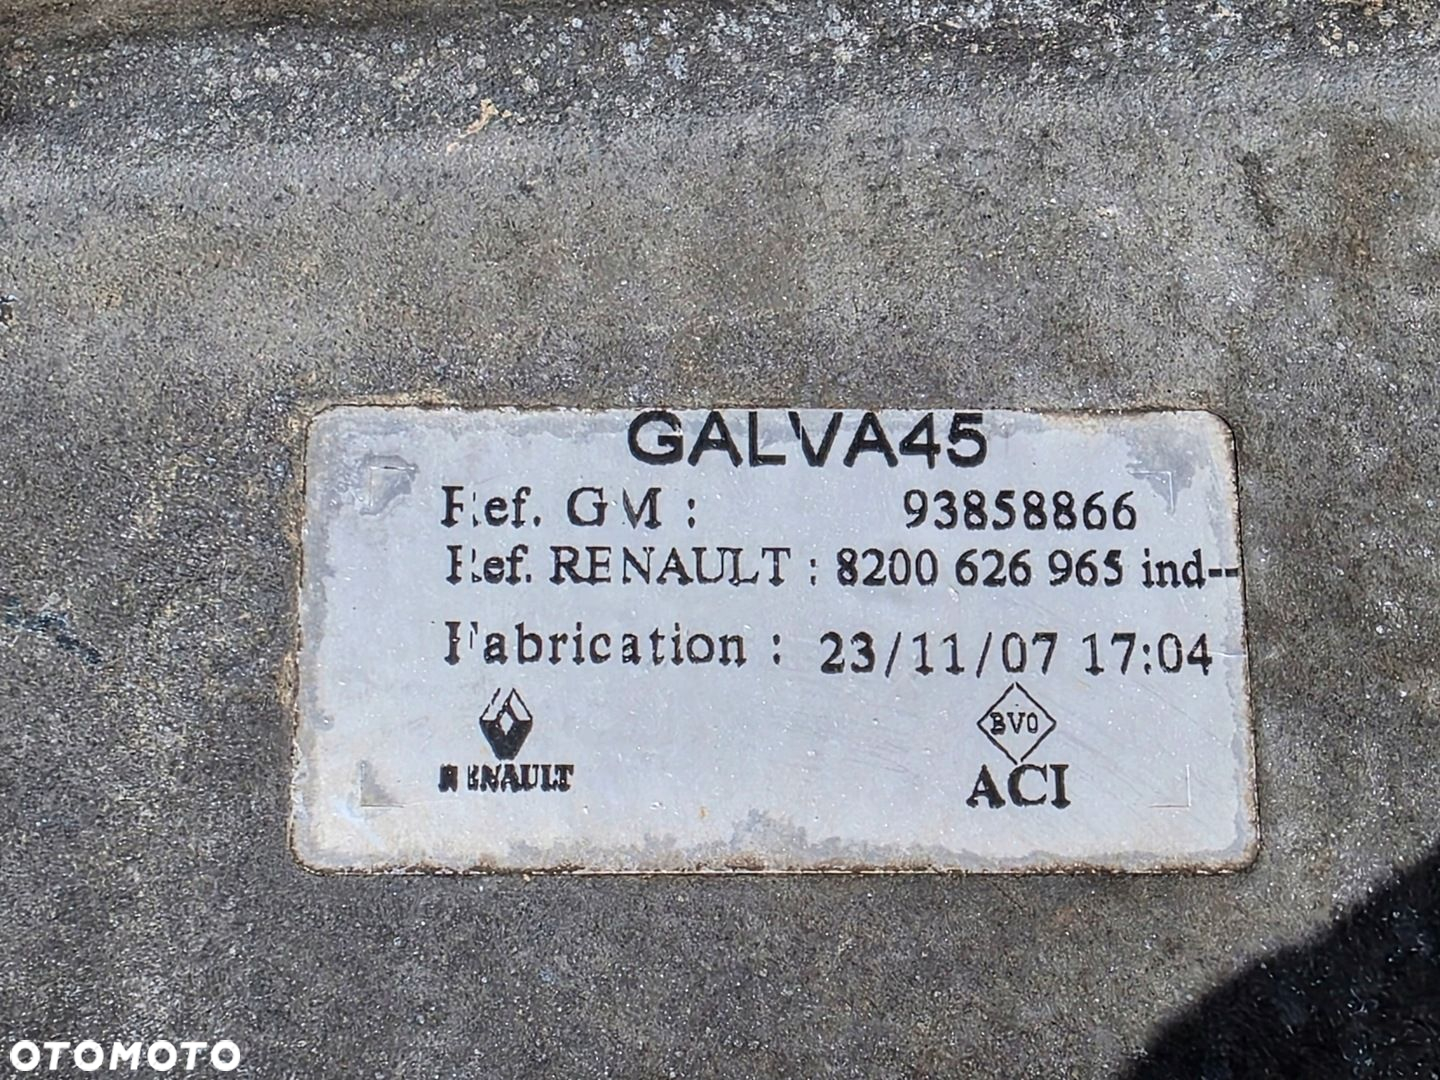 GALVA45
Ref. GM : 93858866
Ref. RENAULT : 8200 626 965 ind--
Fabrication : 23/11/07 17:04
BVO
RENAULT
ACI
OTOMOTO